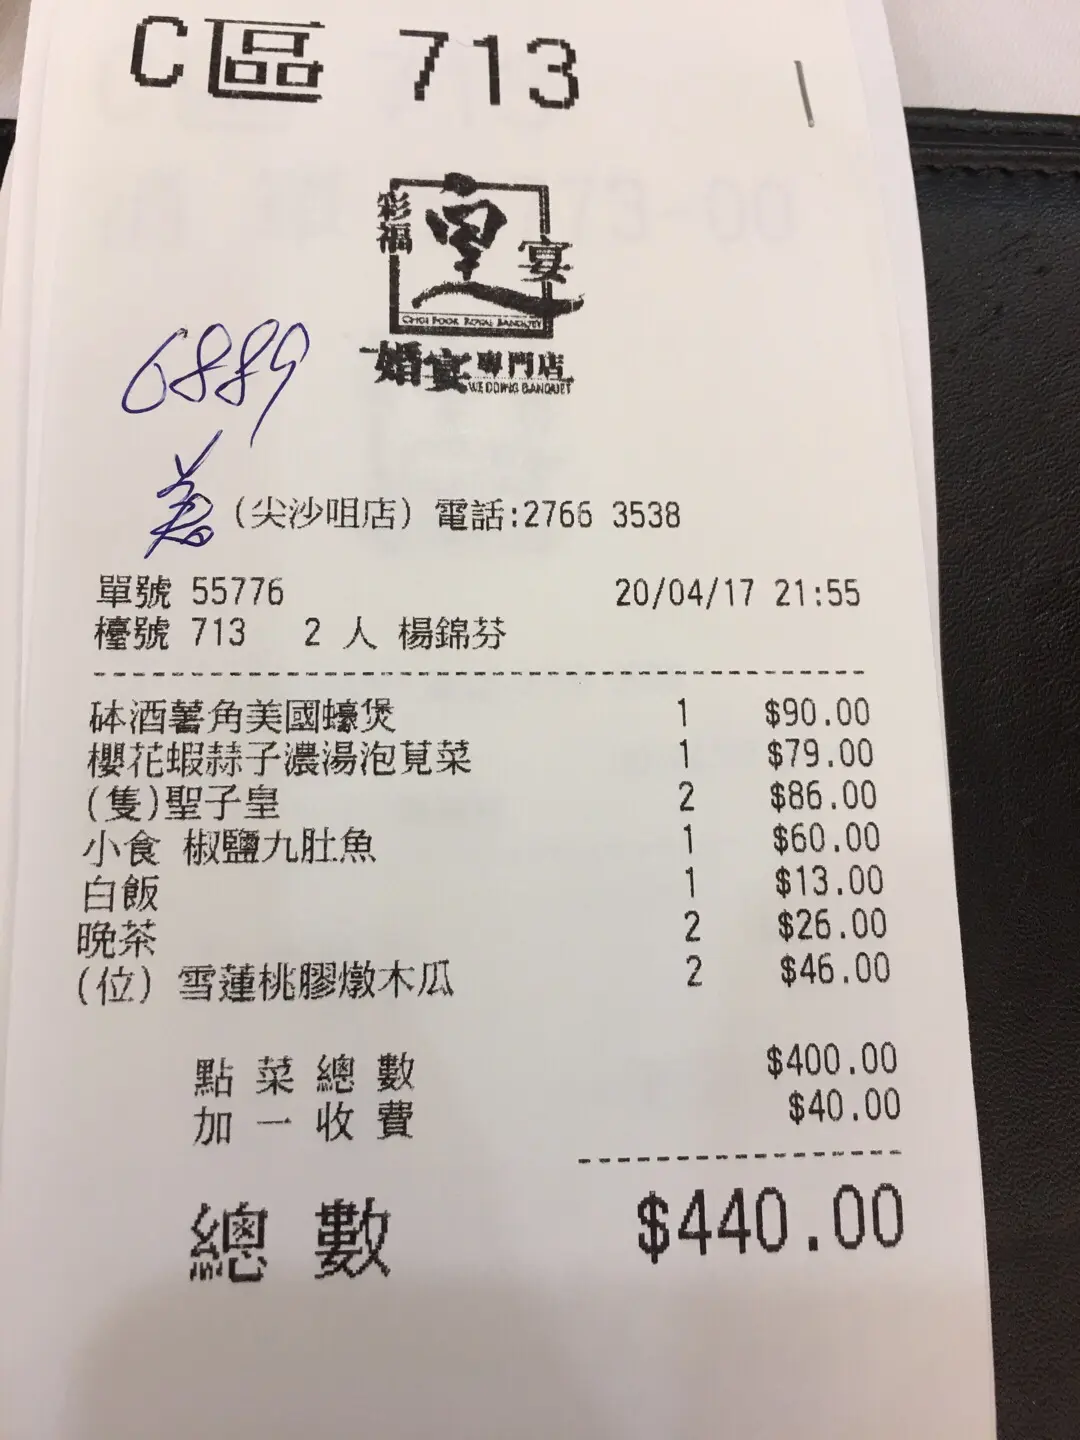 C區 713
彩福 皇 宴
CHOI FOOK ROYAL BANQUET
婚宴專門店
WEDDING BANQUET
6889
(尖沙咀店) 電話:2766 3538
單號 55776 20/04/17 21:55
檯號 713 2 人 楊錦芬
砵酒薯角美國蠔煲 1 $90.00
櫻花蝦蒜子濃湯泡莧菜 1 $79.00
(隻)聖子皇 2 $86.00
小食 椒鹽九肚魚 1 $60.00
白飯 1 $13.00
晚茶 2 $26.00
(位) 雪蓮桃膠燉木瓜 2 $46.00
點菜總數 $400.00
加一收費 $40.00
總數 $440.00